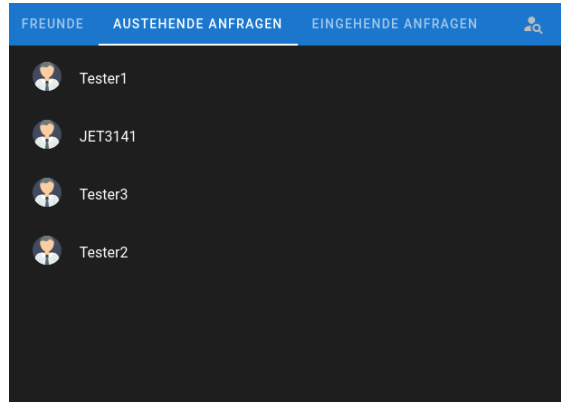 FREUNDE AUSTEHENDE ANFRAGEN EINGEHENDE ANFRAGEN
Tester1
JET3141
Tester3
Tester2